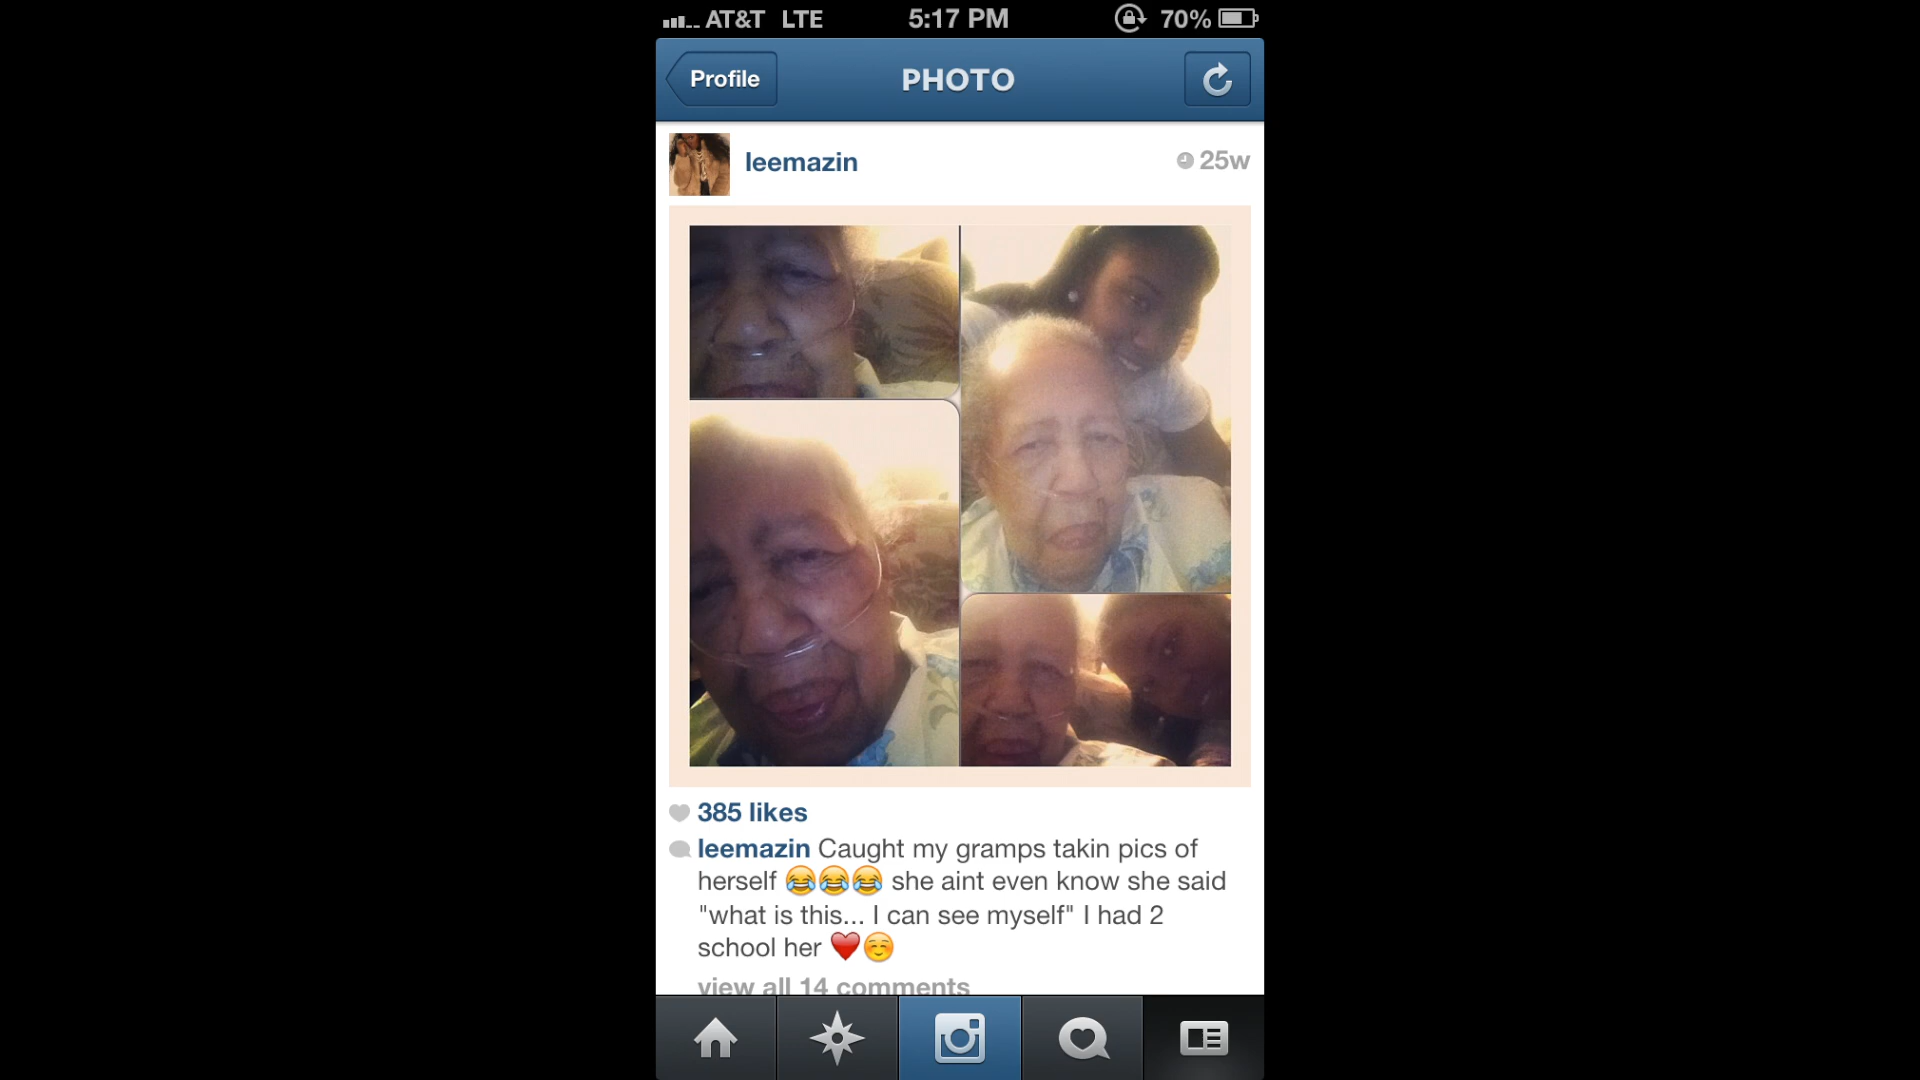 AT&T LTE 5:17 PM 70%
Profile PHOTO
leemazin 25w
385 likes
leemazin Caught my gramps takin pics of
herself 😂😂😂 she aint even know she said
"what is this... I can see myself" I had 2
school her ❤️☺️
view all 14 comments